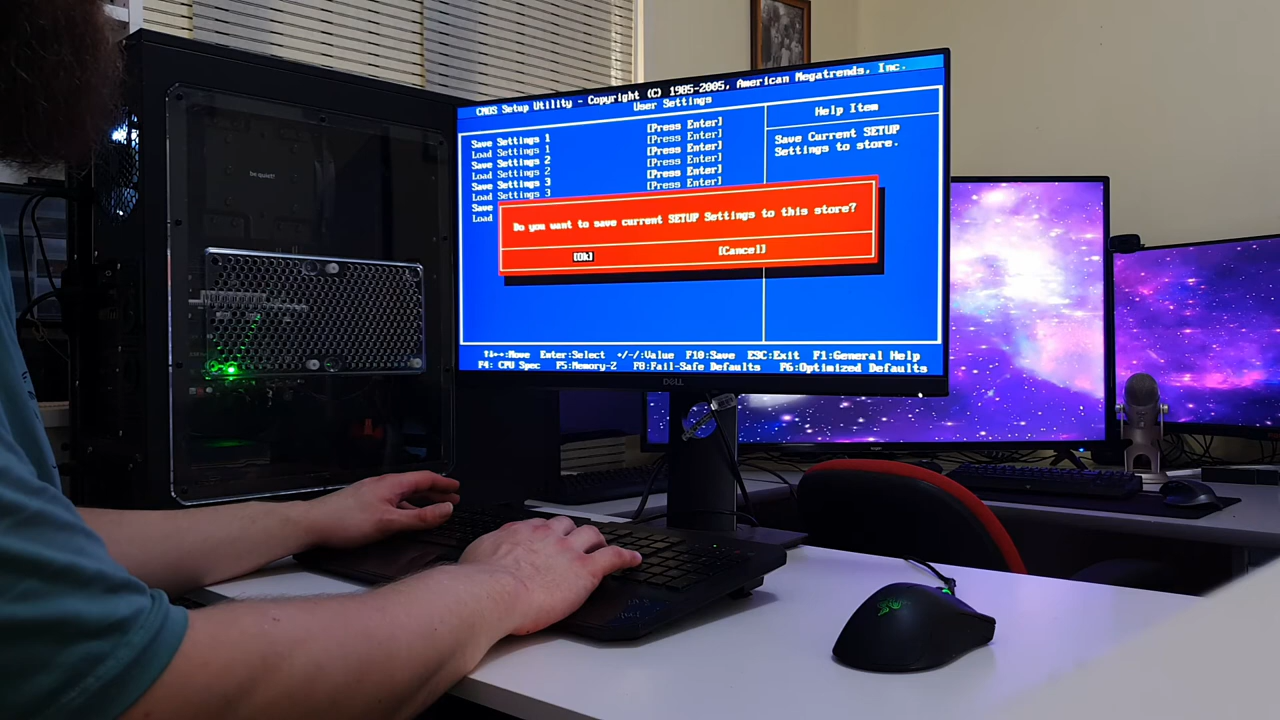 be quiet!
CMOS Setup Utility - Copyright (C) 1985-2005, American Megatrends, Inc.
User Settings
Save Settings 1 [Press Enter]
Load Settings 1 [Press Enter]
Save Settings 2 [Press Enter]
Load Settings 2 [Press Enter]
Save Settings 3 [Press Enter]
Load Settings 3 [Press Enter]
Save
Load
Help Item
Save Current SETUP
Settings to store.
Do you want to save current SETUP Settings to this store?
[Ok] [Cancel]
↑↓←→:Move Enter:Select +/-/:Value F10:Save ESC:Exit F1:General Help
F4: CPU Spec F5:Memory-Z F8:Fail-Safe Defaults F6:Optimized Defaults
DELL